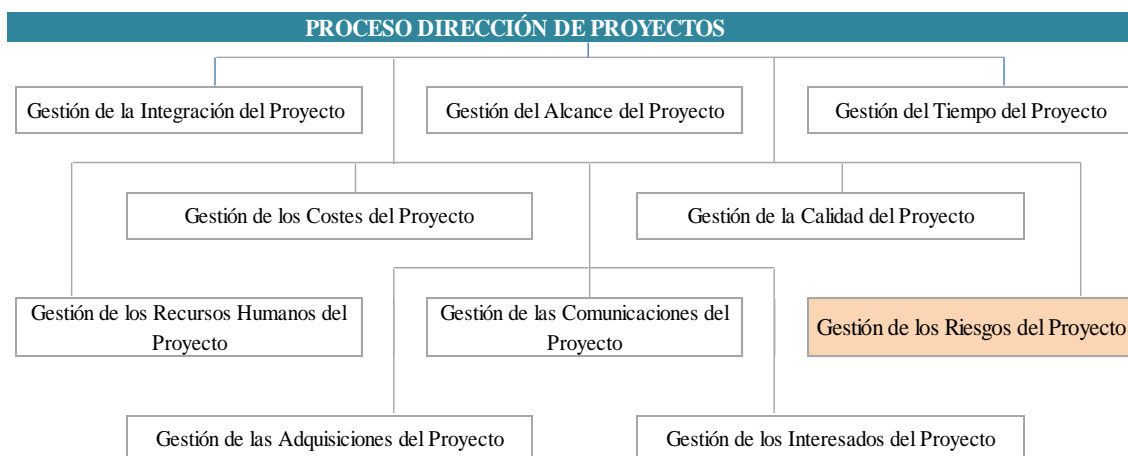 PROCESO DIRECCIÓN DE PROYECTOS
Gestión de la Integración del Proyecto
Gestión del Alcance del Proyecto
Gestión del Tiempo del Proyecto
Gestión de los Costes del Proyecto
Gestión de la Calidad del Proyecto
Gestión de los Recursos Humanos del
Proyecto
Gestión de las Comunicaciones del
Proyecto
Gestión de los Riesgos del Proyecto
Gestión de las Adquisiciones del Proyecto
Gestión de los Interesados del Proyecto